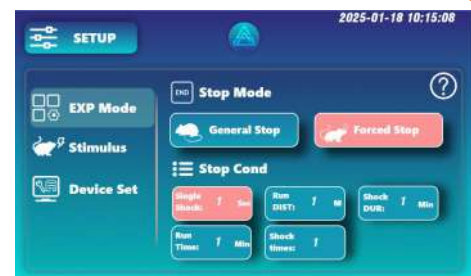 2025-01-18 10:15:08
SETUP
END Stop Mode
?
EXP Mode
General Stop
Forced Stop
Stimulus
Stop Cond
Device Set
Single Shock: 1 Sec
Run DIST: 1 M
Shock DUR: 1 Min
Run Time: 1 Min
Shock times: 1